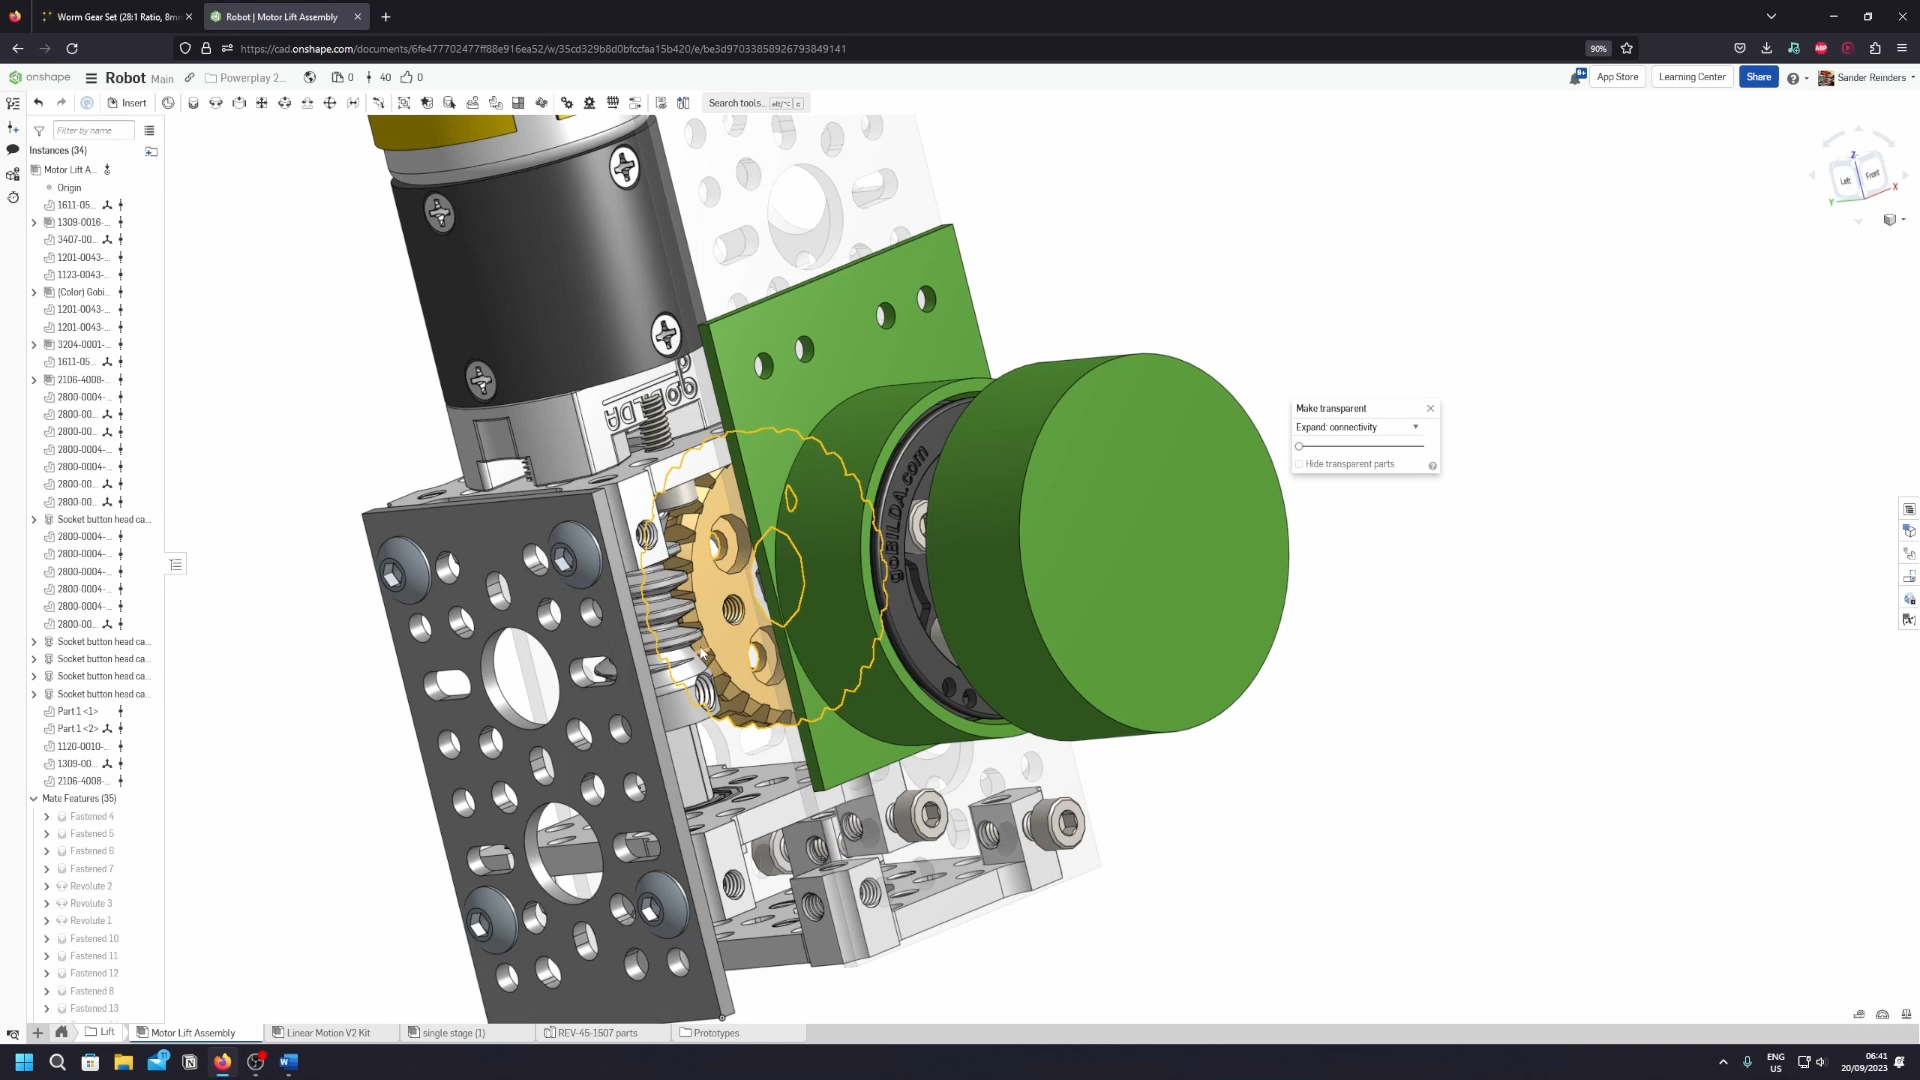 Worm Gear Set (28:1 Ratio, 8mm
Robot | Motor Lift Assembly
https://cad.onshape.com/documents/6fe477702477ff88e916ea52/w/35cd329b8d0bfccfaa15b420/e/be3d97033858926793849141
90%
ABP
onshape
Robot Main
Powerplay 2...
0
40
0
App Store
Learning Center
Share
Sander Reinders
Insert
Search tools...
alt/⌥
c
Filter by name
Instances (34)
Motor Lift A...
Origin
1611-05...
1309-0016-...
3407-00...
1201-0043-...
1123-0043-...
(Color) Gobi...
1201-0043-...
1201-0043-...
3204-0001-...
1611-05...
2106-4008-...
2800-0004-...
2800-00...
2800-00...
2800-0004-...
2800-0004-...
2800-00...
2800-00...
Socket button head ca...
2800-0004-...
2800-0004-...
2800-0004-...
2800-0004-...
2800-0004-...
2800-00...
Socket button head ca...
Socket button head ca...
Socket button head ca...
Socket button head ca...
Part 1 <1>
Part 1 <2>
1120-0010-...
1309-00...
2106-4008-...
Mate Features (35)
Fastened 4
Fastened 5
Fastened 6
Fastened 7
Revolute 2
Revolute 3
Revolute 1
Fastened 10
Fastened 11
Fastened 12
Fastened 8
Fastened 13
goBILDA.com
Z
Left
Front
X
Y
Make transparent
Expand: connectivity
Hide transparent parts
Lift
Motor Lift Assembly
Linear Motion V2 Kit
single stage (1)
REV-45-1507 parts
Prototypes
ENG
US
06:41
20/09/2023